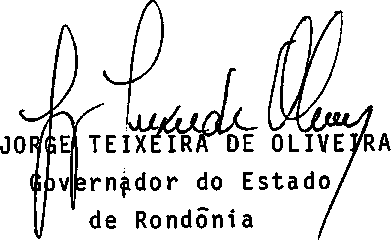 JORGE TEIXEIRA DE OLIVEIRA
Governador do Estado
de Rondônia